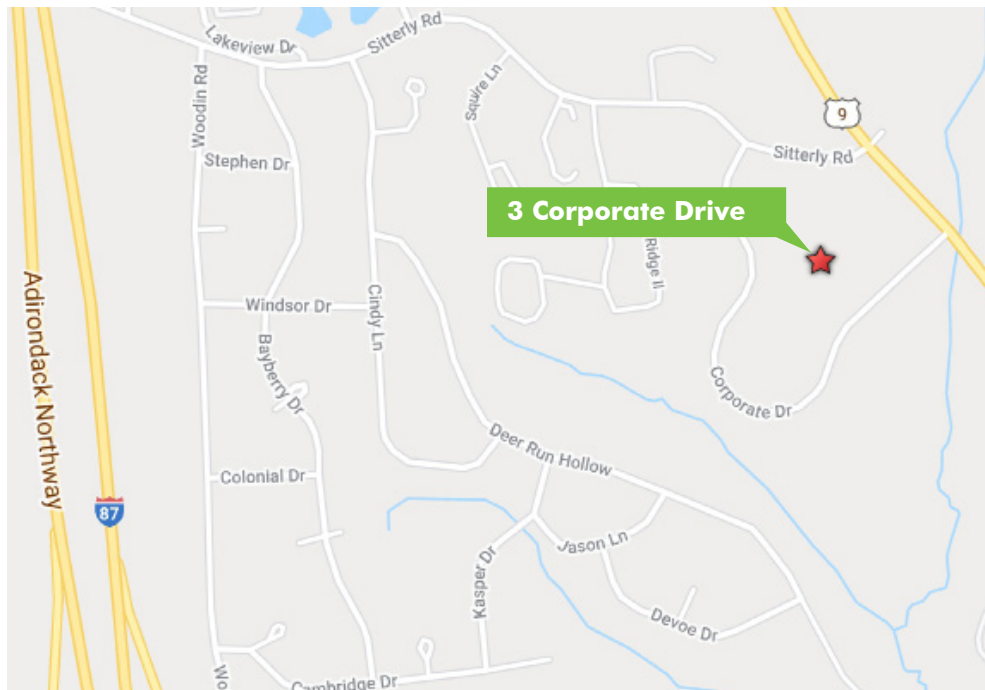 Lakeview Dr
Sitterly Rd
Woodin Rd
Squire Ln
9
Stephen Dr
Sitterly Rd
3 Corporate Drive
Ridge II
Adirondack Northway
Windsor Dr
Cindy Ln
Bayberry Dr
Corporate Dr
Deer Run Hollow
Colonial Dr
87
Jason Ln
Kasper Dr
Devoe Dr
Wo
Cambridge Dr